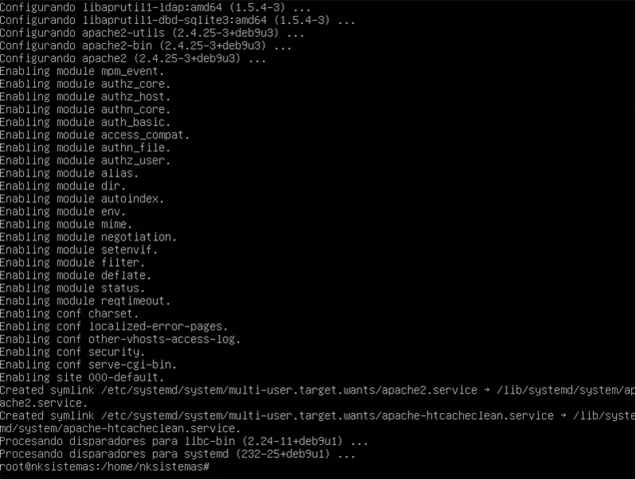 Configurando libaprutil1-ldap:amd64 (1.5.4-3) ...
Configurando libaprutil1-dbd-sqlite3:amd64 (1.5.4-3) ...
Configurando apache2-utils (2.4.25-3+deb9u3) ...
Configurando apache2-bin (2.4.25-3+deb9u3) ...
Configurando apache2 (2.4.25-3+deb9u3) ...
Enabling module mpm_event.
Enabling module authz_core.
Enabling module authz_host.
Enabling module authn_core.
Enabling module auth_basic.
Enabling module access_compat.
Enabling module authn_file.
Enabling module authz_user.
Enabling module alias.
Enabling module dir.
Enabling module autoindex.
Enabling module env.
Enabling module mime.
Enabling module negotiation.
Enabling module setenvif.
Enabling module filter.
Enabling module deflate.
Enabling module status.
Enabling module reqtimeout.
Enabling conf charset.
Enabling conf localized-error-pages.
Enabling conf other-vhosts-access-log.
Enabling conf security.
Enabling conf serve-cgi-bin.
Enabling site 000-default.
Created symlink /etc/systemd/system/multi-user.target.wants/apache2.service → /lib/systemd/system/ap
ache2.service.
Created symlink /etc/systemd/system/multi-user.target.wants/apache-htcacheclean.service → /lib/syste
md/system/apache-htcacheclean.service.
Procesando disparadores para libc-bin (2.24-11+deb9u1) ...
Procesando disparadores para systemd (232-25+deb9u1) ...
root@nksistemas:/home/nksistemas#